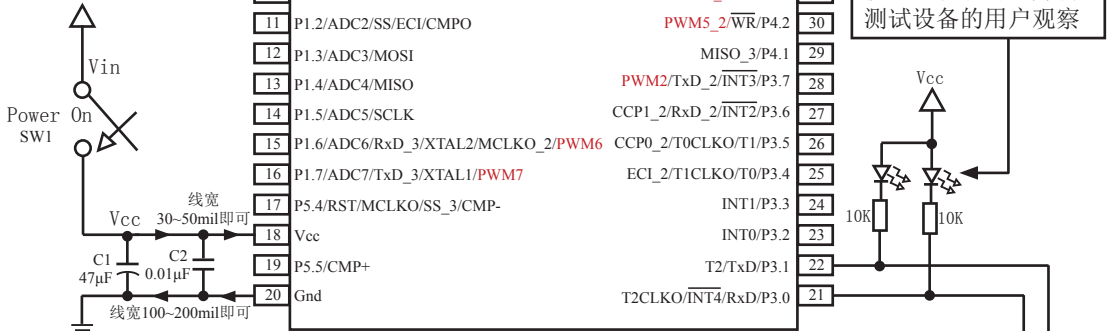 测试设备的用户观察
Vin
Power On
SW1
Vcc
线宽
30~50mil即可
C1
47μF
C2
0.01μF
线宽100~200mil即可
11 P1.2/ADC2/SS/ECI/CMPO
12 P1.3/ADC3/MOSI
13 P1.4/ADC4/MISO
14 P1.5/ADC5/SCLK
15 P1.6/ADC6/RxD_3/XTAL2/MCLKO_2/PWM6
16 P1.7/ADC7/TxD_3/XTAL1/PWM7
17 P5.4/RST/MCLKO/SS_3/CMP-
18 Vcc
19 P5.5/CMP+
20 Gnd
PWM5_2/WR/P4.2 30
MISO_3/P4.1 29
PWM2/TxD_2/INT3/P3.7 28
CCP1_2/RxD_2/INT2/P3.6 27
CCP0_2/T0CLKO/T1/P3.5 26
ECI_2/T1CLKO/T0/P3.4 25
INT1/P3.3 24
INT0/P3.2 23
T2/TxD/P3.1 22
T2CLKO/INT4/RxD/P3.0 21
Vcc
10K
10K